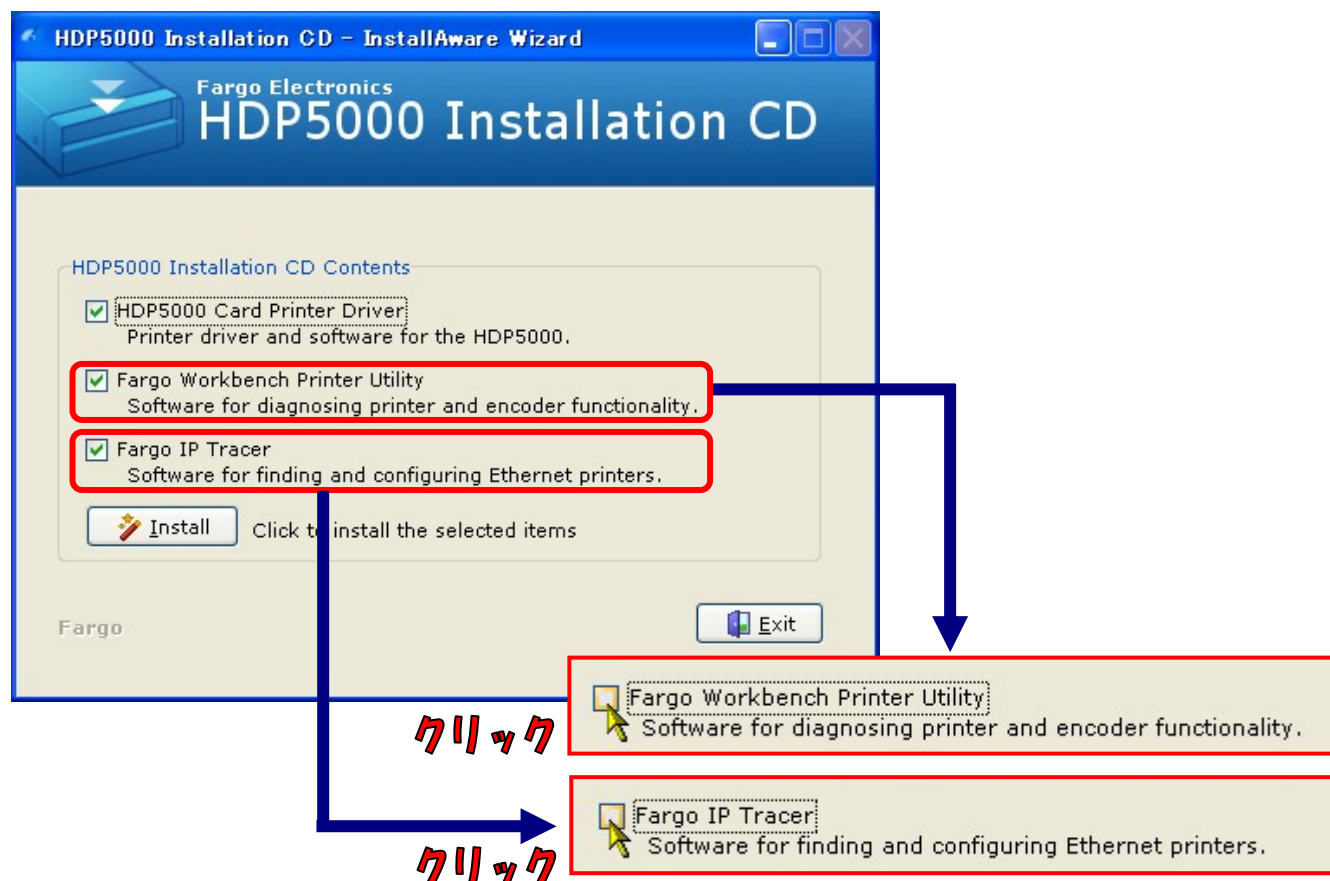 HDP5000 Installation CD - InstallAware Wizard
Fargo Electronics
HDP5000 Installation CD
HDP5000 Installation CD Contents
HDP5000 Card Printer Driver
Printer driver and software for the HDP5000.
Fargo Workbench Printer Utility
Software for diagnosing printer and encoder functionality.
Fargo IP Tracer
Software for finding and configuring Ethernet printers.
Install
Click to install the selected items
Fargo
Exit
Fargo Workbench Printer Utility
Software for diagnosing printer and encoder functionality.
クリック
Fargo IP Tracer
Software for finding and configuring Ethernet printers.
クリック